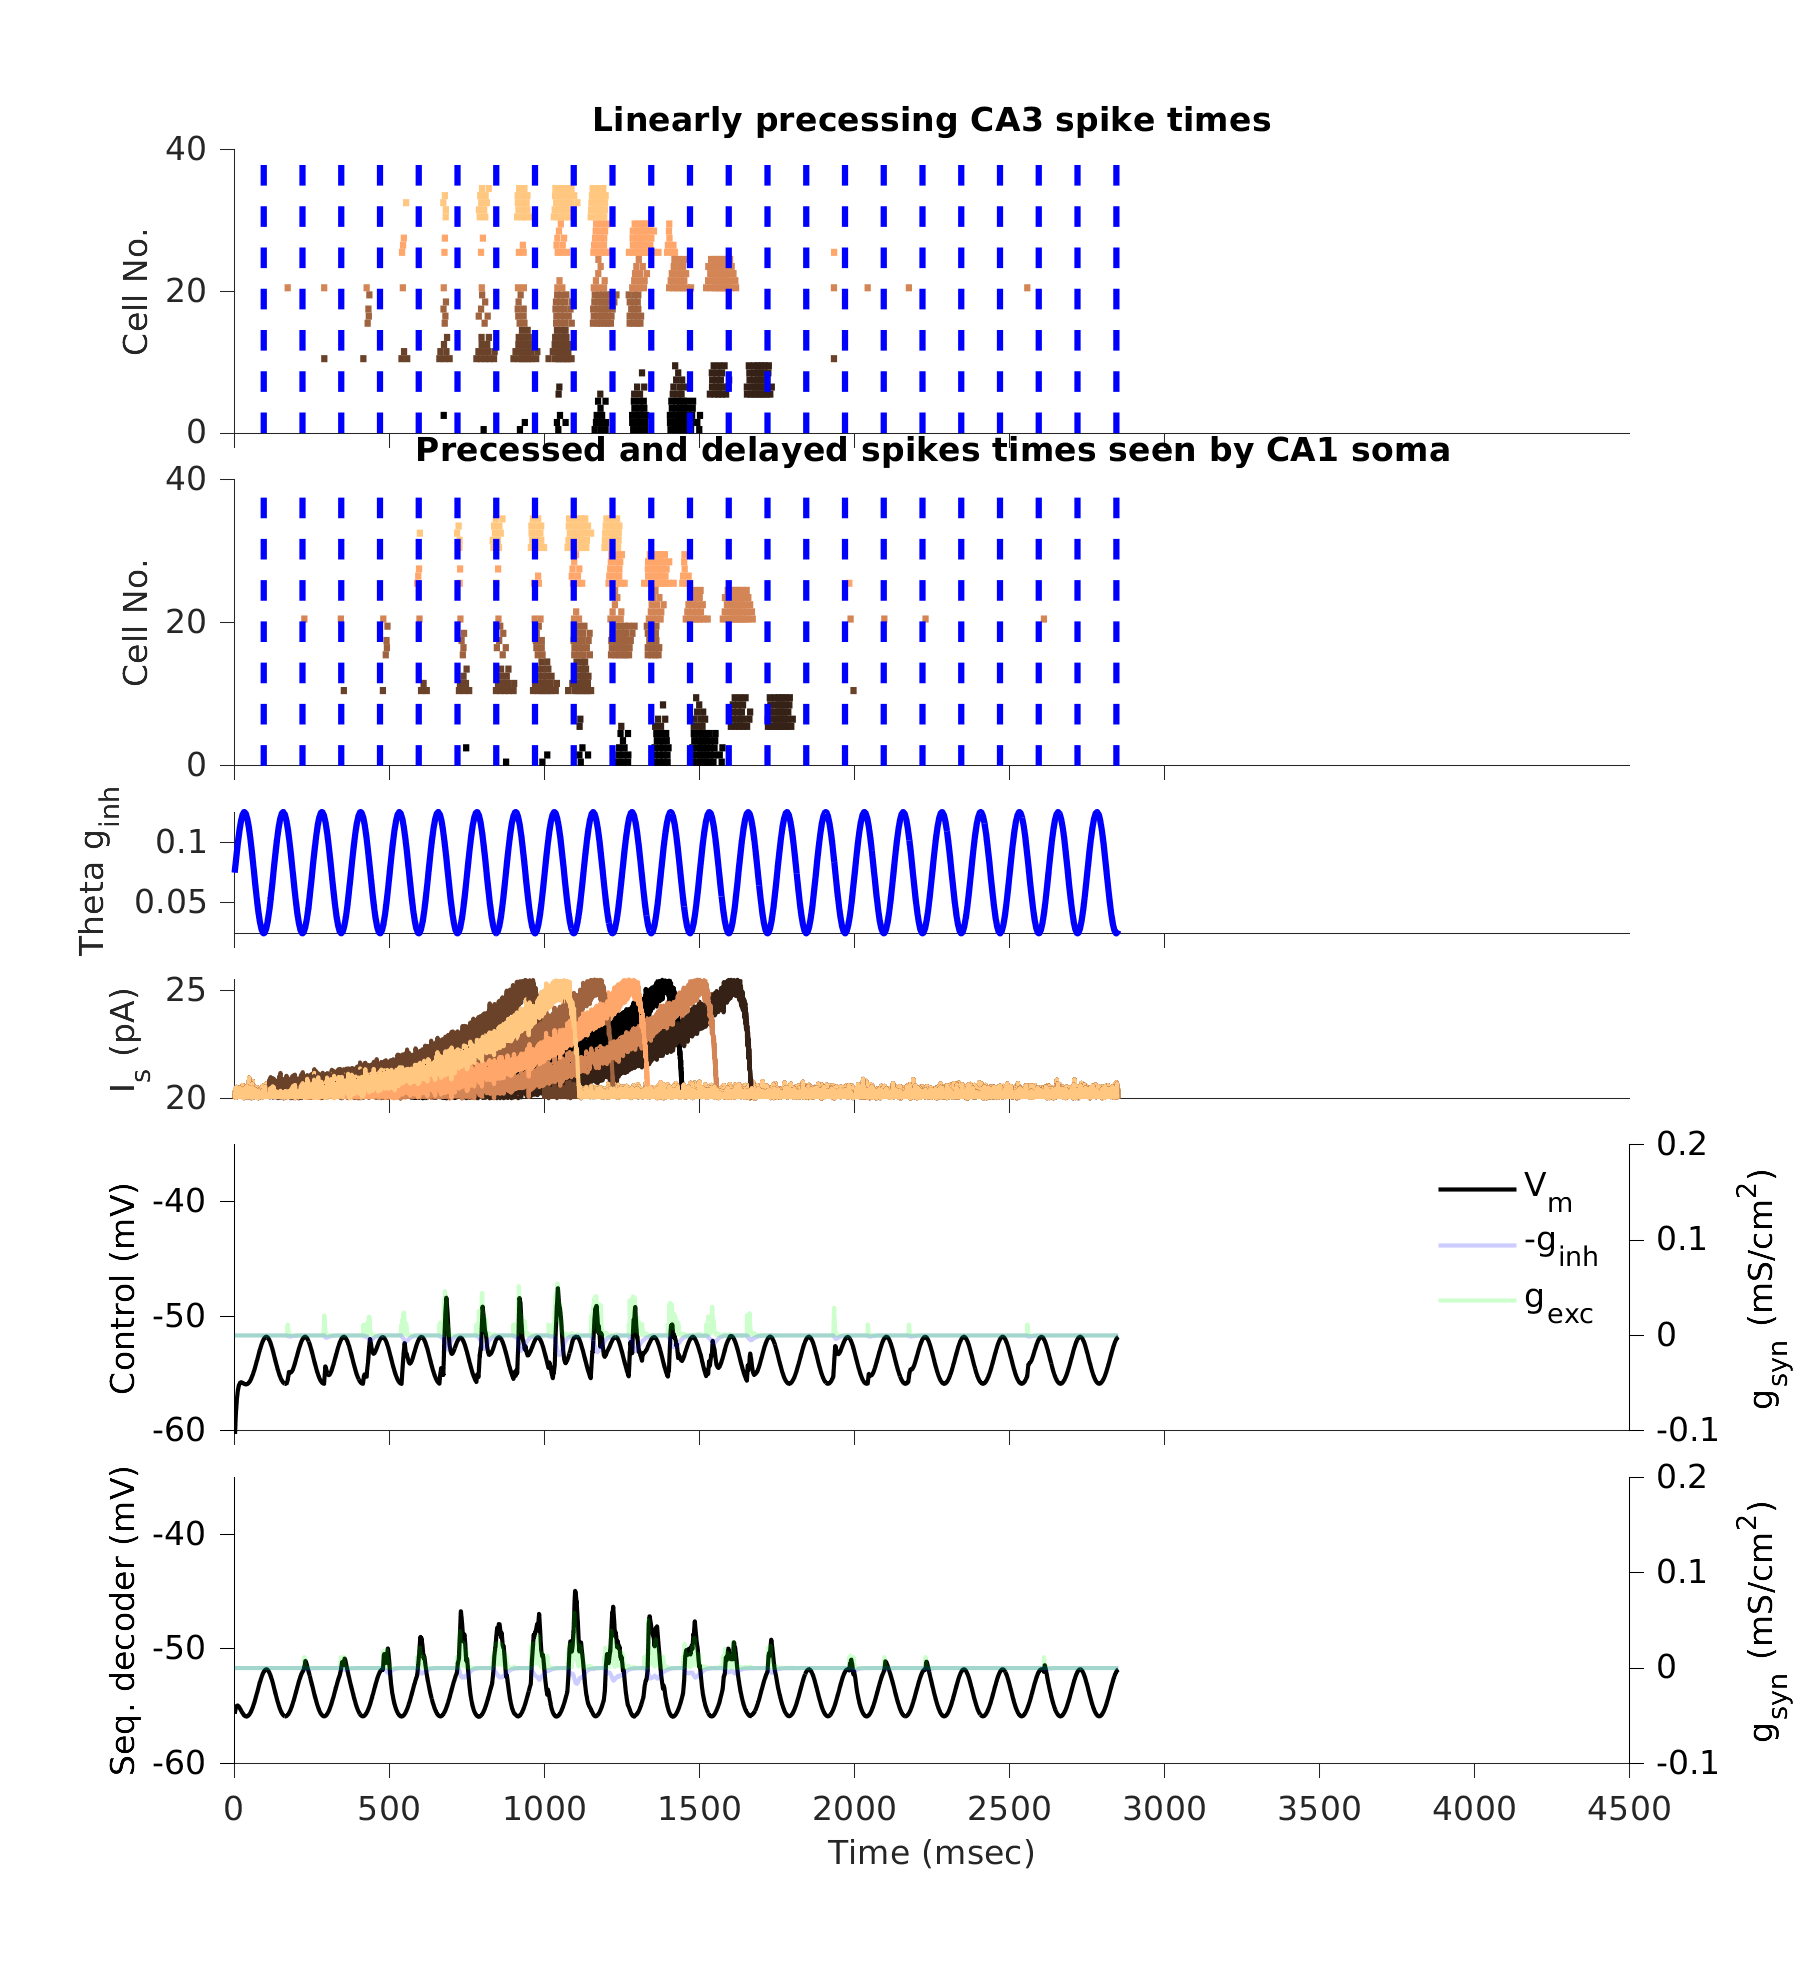 Linearly precessing CA3 spike times
40
20
0
Cell No.
Precessed and delayed spikes times seen by CA1 soma
40
20
0
Cell No.
0.1
0.05
Theta g_inh
25
20
I_s (pA)
-40
-50
-60
Control (mV)
V_m
-g_inh
g_exc
0.2
0.1
0
-0.1
g_syn (mS/cm^2)
-40
-50
-60
Seq. decoder (mV)
0.2
0.1
0
-0.1
g_syn (mS/cm^2)
0 500 1000 1500 2000 2500 3000 3500 4000 4500
Time (msec)